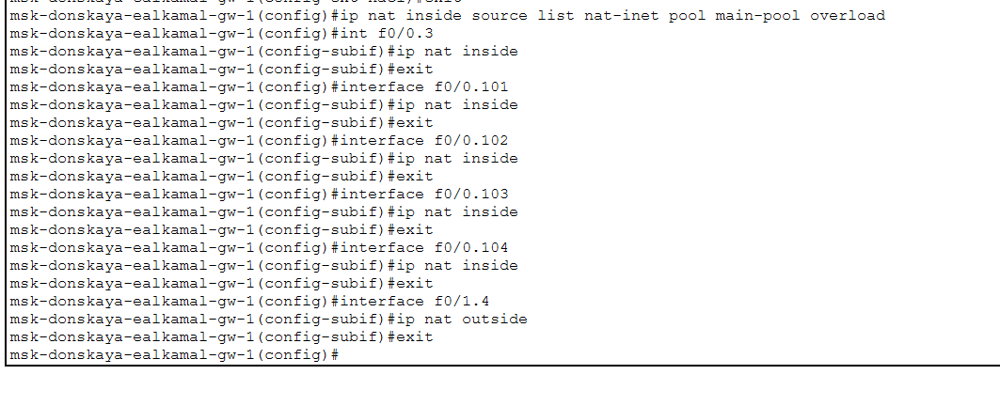 msk-donskaya-ealkamal-gw-1(config-ext-nacl)#exit
msk-donskaya-ealkamal-gw-1(config)#ip nat inside source list nat-inet pool main-pool overload
msk-donskaya-ealkamal-gw-1(config)#int f0/0.3
msk-donskaya-ealkamal-gw-1(config-subif)#ip nat inside
msk-donskaya-ealkamal-gw-1(config-subif)#exit
msk-donskaya-ealkamal-gw-1(config)#interface f0/0.101
msk-donskaya-ealkamal-gw-1(config-subif)#ip nat inside
msk-donskaya-ealkamal-gw-1(config-subif)#exit
msk-donskaya-ealkamal-gw-1(config)#interface f0/0.102
msk-donskaya-ealkamal-gw-1(config-subif)#ip nat inside
msk-donskaya-ealkamal-gw-1(config-subif)#exit
msk-donskaya-ealkamal-gw-1(config)#interface f0/0.103
msk-donskaya-ealkamal-gw-1(config-subif)#ip nat inside
msk-donskaya-ealkamal-gw-1(config-subif)#exit
msk-donskaya-ealkamal-gw-1(config)#interface f0/0.104
msk-donskaya-ealkamal-gw-1(config-subif)#ip nat inside
msk-donskaya-ealkamal-gw-1(config-subif)#exit
msk-donskaya-ealkamal-gw-1(config)#interface f0/1.4
msk-donskaya-ealkamal-gw-1(config-subif)#ip nat outside
msk-donskaya-ealkamal-gw-1(config-subif)#exit
msk-donskaya-ealkamal-gw-1(config)#